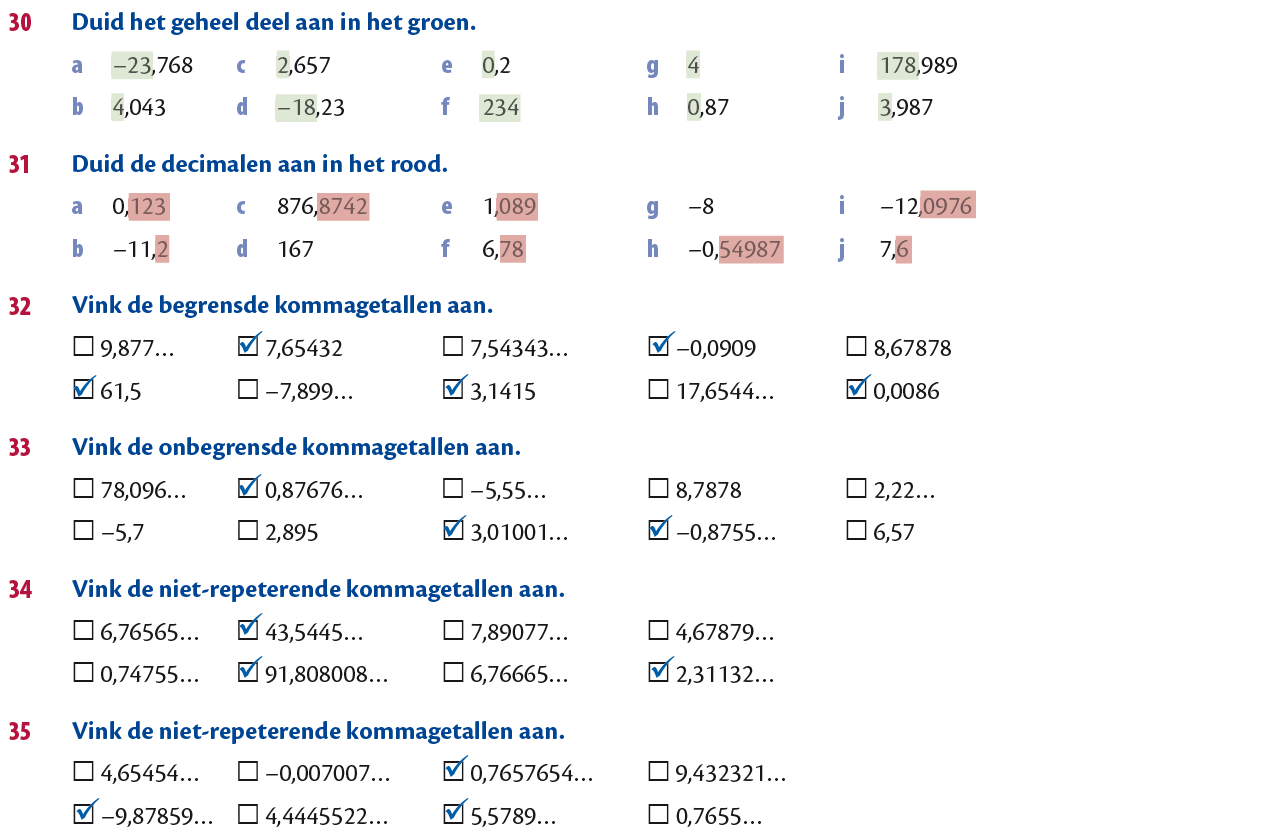 30 Duid het geheel deel aan in het groen.
a –23,768 c 2,657 e 0,2 g 4 i 178,989
b 4,043 d –18,23 f 234 h 0,87 j 3,987
31 Duid de decimalen aan in het rood.
a 0,123 c 876,8742 e 1,089 g –8 i –12,0976
b –11,2 d 167 f 6,78 h –0,54987 j 7,6
32 Vink de begrensde kommagetallen aan.
☐ 9,877… ☑ 7,65432 ☐ 7,54343… ☑ –0,0909 ☐ 8,67878
☑ 61,5 ☐ –7,899… ☑ 3,1415 ☐ 17,6544… ☑ 0,0086
33 Vink de onbegrensde kommagetallen aan.
☐ 78,096… ☑ 0,87676… ☐ –5,55… ☐ 8,7878 ☐ 2,22…
☐ –5,7 ☐ 2,895 ☑ 3,01001… ☑ –0,8755… ☐ 6,57
34 Vink de niet-repeterende kommagetallen aan.
☐ 6,76565… ☑ 43,5445… ☐ 7,89077… ☐ 4,67879…
☐ 0,74755… ☑ 91,808008… ☐ 6,76665… ☑ 2,31132…
35 Vink de niet-repeterende kommagetallen aan.
☐ 4,65454… ☐ –0,007007… ☑ 0,7657654… ☐ 9,432321…
☑ –9,87859… ☐ 4,4445522… ☑ 5,5789… ☐ 0,7655…